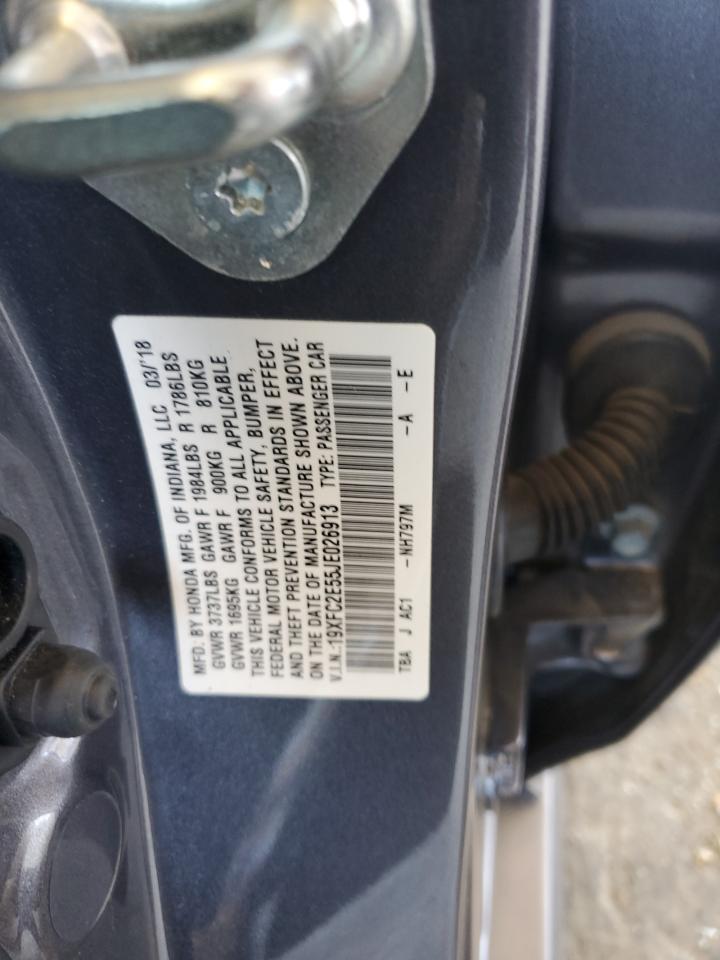 MFD. BY HONDA MFG. OF INDIANA, LLC 03/'18
GVWR 3737LBS GAWR F 1984LBS R 1786LBS
GVWR 1695KG GAWR F 900KG R 810KG
THIS VEHICLE CONFORMS TO ALL APPLICABLE
FEDERAL MOTOR VEHICLE SAFETY, BUMPER,
AND THEFT PREVENTION STANDARDS IN EFFECT
ON THE DATE OF MANUFACTURE SHOWN ABOVE.
V.I.N.:19XFC2E55JE026913 TYPE: PASSENGER CAR
TBA J AC1 -NH797M -A -E